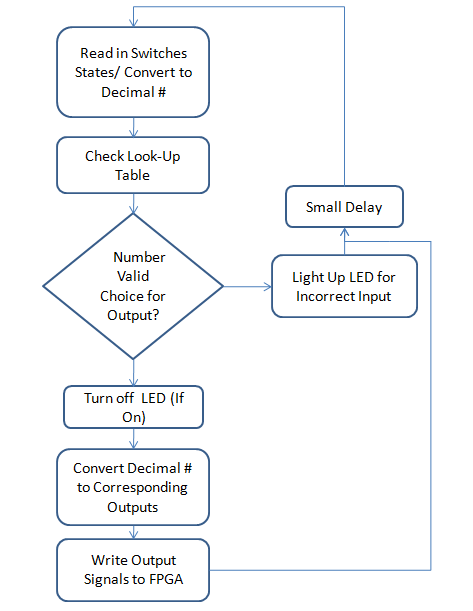 Read in Switches
States/ Convert to
Decimal #
Check Look-Up
Table
Number
Valid
Choice for
Output?
Small Delay
Light Up LED for
Incorrect Input
Turn off LED (If
On)
Convert Decimal #
to Corresponding
Outputs
Write Output
Signals to FPGA